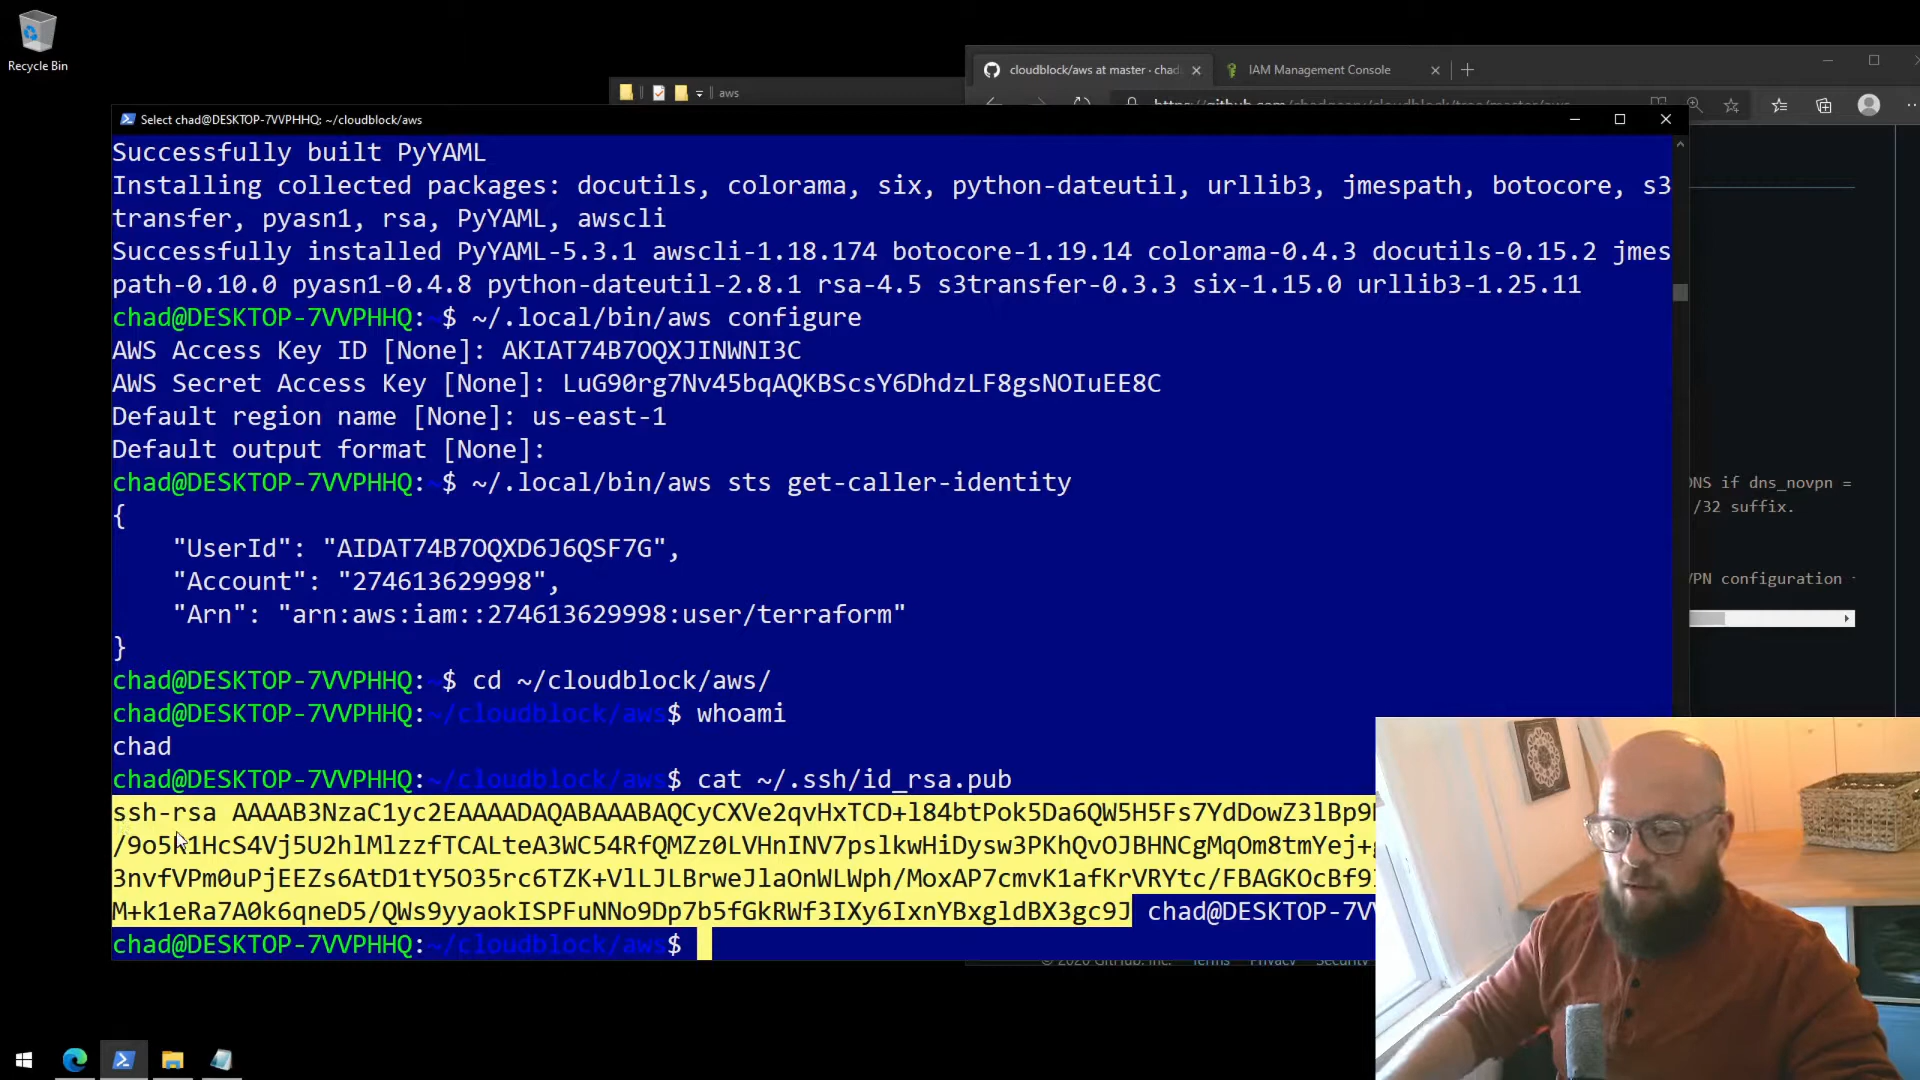 Recycle Bin
aws
cloudblock/aws at master · chad
IAM Management Console
Select chad@DESKTOP-7VVPHHQ: ~/cloudblock/aws
Successfully built PyYAML
Installing collected packages: docutils, colorama, six, python-dateutil, urllib3, jmespath, botocore, s3
transfer, pyasn1, rsa, PyYAML, awscli
Successfully installed PyYAML-5.3.1 awscli-1.18.174 botocore-1.19.14 colorama-0.4.3 docutils-0.15.2 jmes
path-0.10.0 pyasn1-0.4.8 python-dateutil-2.8.1 rsa-4.5 s3transfer-0.3.3 six-1.15.0 urllib3-1.25.11
chad@DESKTOP-7VVPHHQ:~$ ~/.local/bin/aws configure
AWS Access Key ID [None]: AKIAT74B7OQXJINWNI3C
AWS Secret Access Key [None]: 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
Default region name [None]: us-east-1
Default output format [None]:
chad@DESKTOP-7VVPHHQ:~$ ~/.local/bin/aws sts get-caller-identity
{
"UserId": "AIDAT74B7OQXD6J6QSF7G",
"Account": "274613629998",
"Arn": "arn:aws:iam::274613629998:user/terraform"
}
chad@DESKTOP-7VVPHHQ:~$ cd ~/cloudblock/aws/
chad@DESKTOP-7VVPHHQ:~/cloudblock/aws$ whoami
chad
chad@DESKTOP-7VVPHHQ:~/cloudblock/aws$ cat ~/.ssh/id_rsa.pub
ssh-rsa AAAAB3NzaC1yc2EAAAADAQABAAABAQCyCXVe2qvHxTCD+l84btPok5Da6QW5H5Fs7YdDowZ3lBp9
/9o5R1HcS4Vj5U2hlMlzzfTCALteA3WC54RfQMZz0LVHnINV7pslkwHiDysw3PKhQvOJBHNCgMqOm8tmYej+
3nvfVPm0uPjEEZs6AtD1tY5O35rc6TZK+VlLJLBrweJlaOnWLWph/MoxAP7cmvK1afKrVRYtc/FBAGKOcBf9
M+k1eRa7A0k6qneD5/QWs9yyaokISPFuNNo9Dp7b5fGkRWf3IXy6IxnYBxgldBX3gc9J chad@DESKTOP-7V
chad@DESKTOP-7VVPHHQ:~/cloudblock/aws$
DNS if dns_novpn =
/32 suffix.
VPN configuration